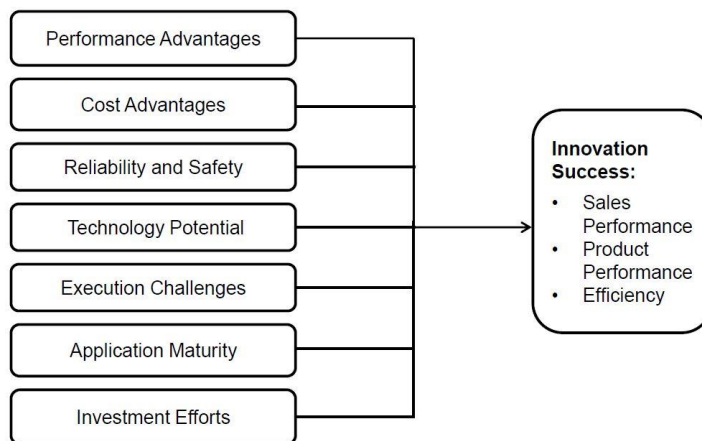 Performance Advantages
Cost Advantages
Reliability and Safety
Technology Potential
Execution Challenges
Application Maturity
Investment Efforts
Innovation
Success:
• Sales
Performance
• Product
Performance
• Efficiency